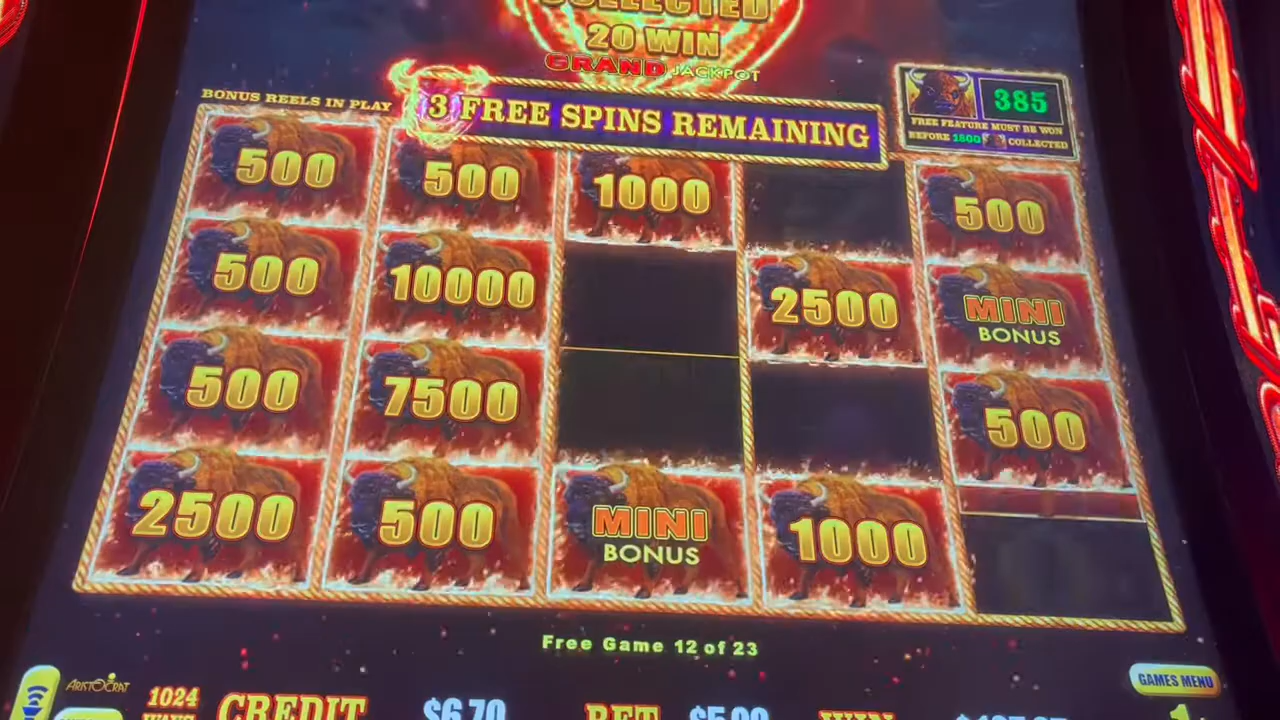 COLLECTED
20 WIN
GRAND JACKPOT
BONUS REELS IN PLAY
3 FREE SPINS REMAINING
385
FREE FEATURE MUST BE WON
BEFORE 1800 COLLECTED
500 500 1000 500
500 10000 2500 MINI BONUS
500 7500 500
2500 500 MINI BONUS 1000
Free Game 12 of 23
ARISTOCRAT
1024
WAYS
CREDIT $6.70 BET $5.00 WIN
GAMES MENU